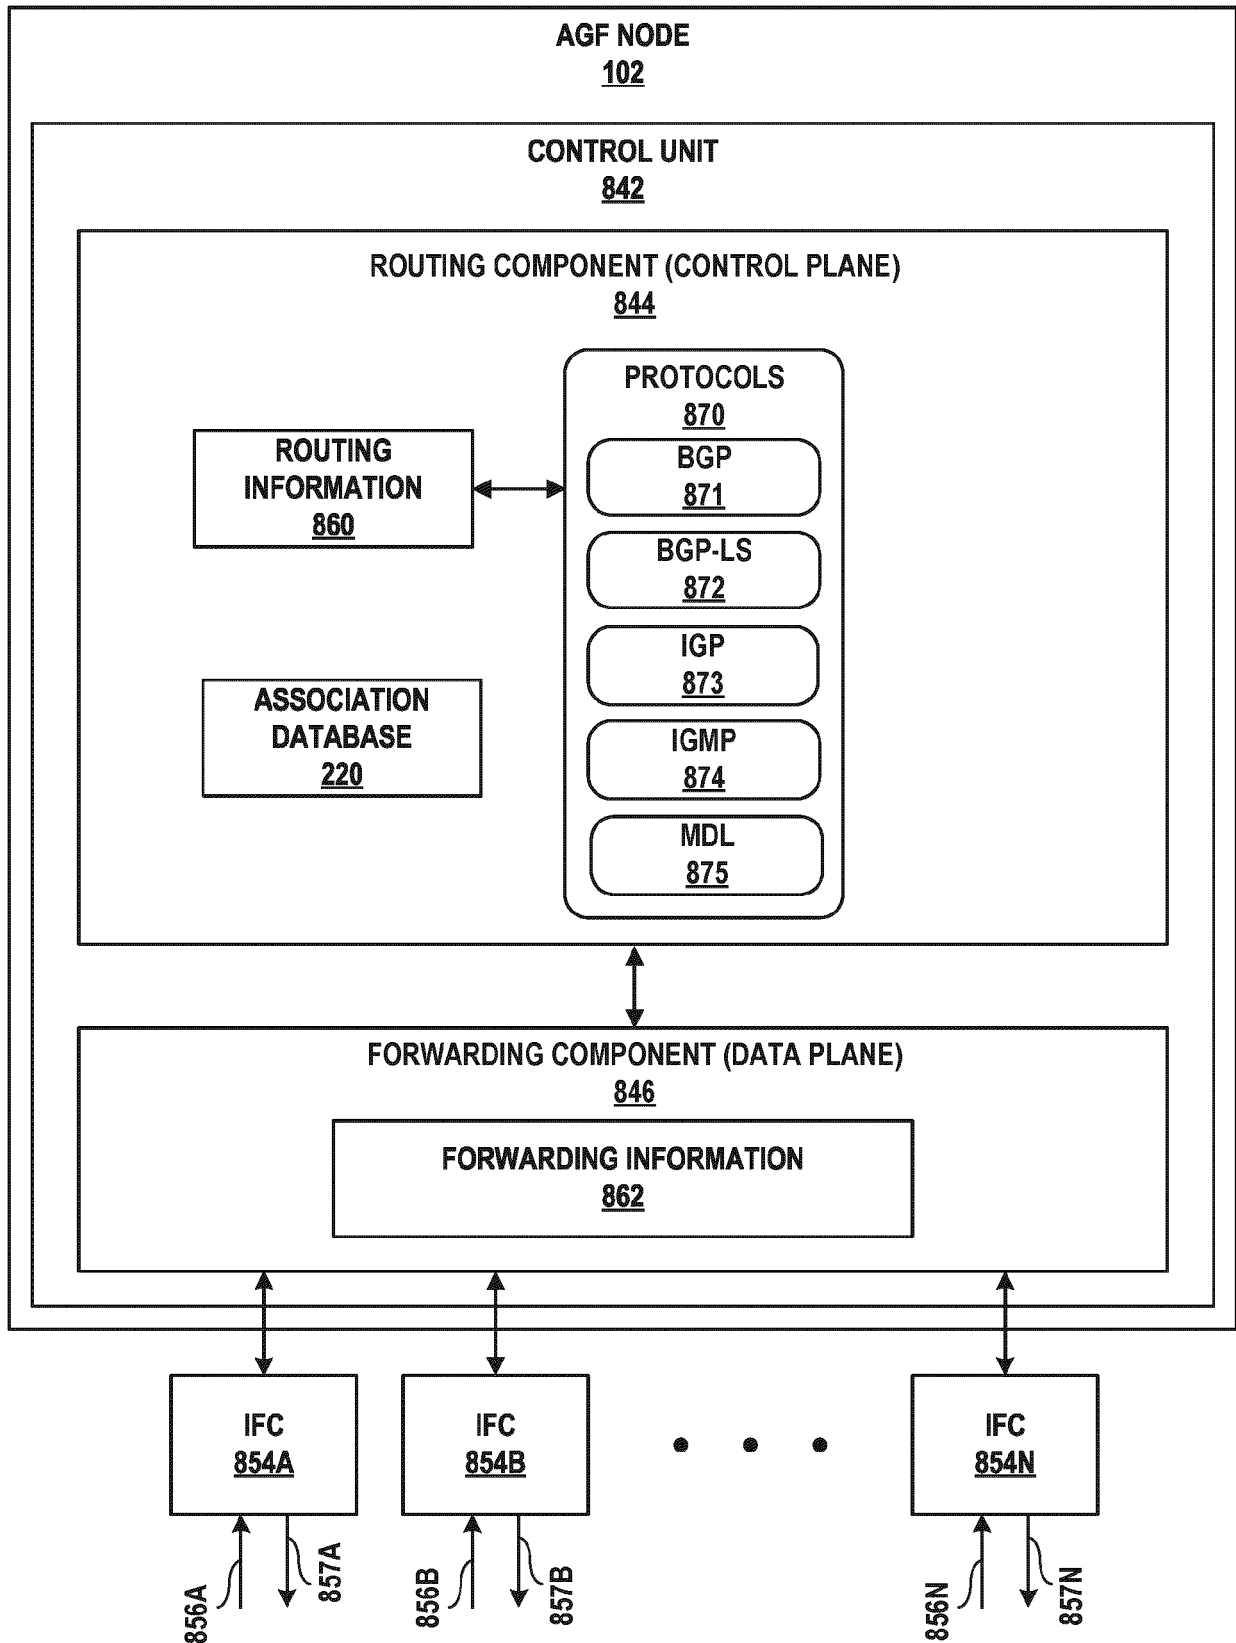 AGF NODE
102
CONTROL UNIT
842
ROUTING COMPONENT (CONTROL PLANE)
844
PROTOCOLS
870
BGP
871
BGP-LS
872
IGP
873
IGMP
874
MDL
875
ROUTING
INFORMATION
860
ASSOCIATION
DATABASE
220
FORWARDING COMPONENT (DATA PLANE)
846
FORWARDING INFORMATION
862
IFC
854A
IFC
854B
IFC
854N
856A
857A
856B
857B
856N
857N